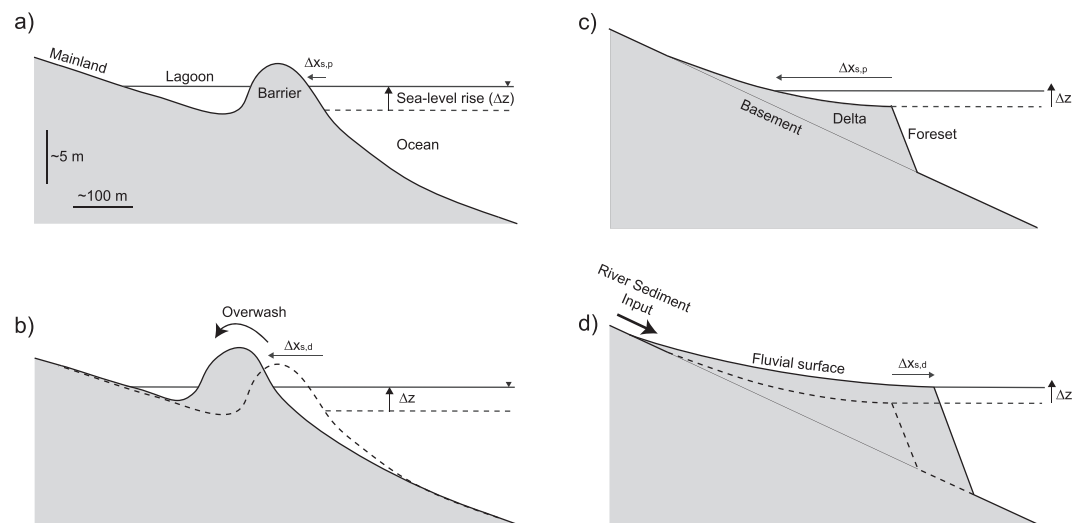 a)
Mainland
Lagoon
Δxs,p
Barrier
Sea-level rise (Δz)
Ocean
~5 m
~100 m
b)
Overwash
Δxs,d
Δz
c)
Δxs,p
Δz
Basement
Delta
Foreset
d)
River Sediment
Input
Fluvial surface
Δxs,d
Δz